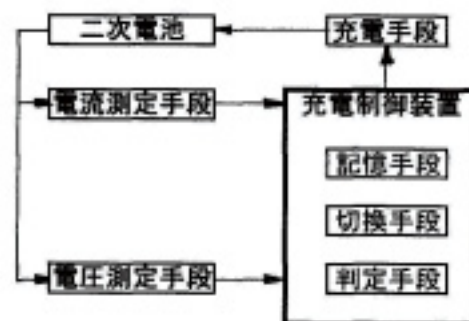 二次電池
充電手段
電流測定手段
充電制御装置
記憶手段
切換手段
電圧測定手段
判定手段